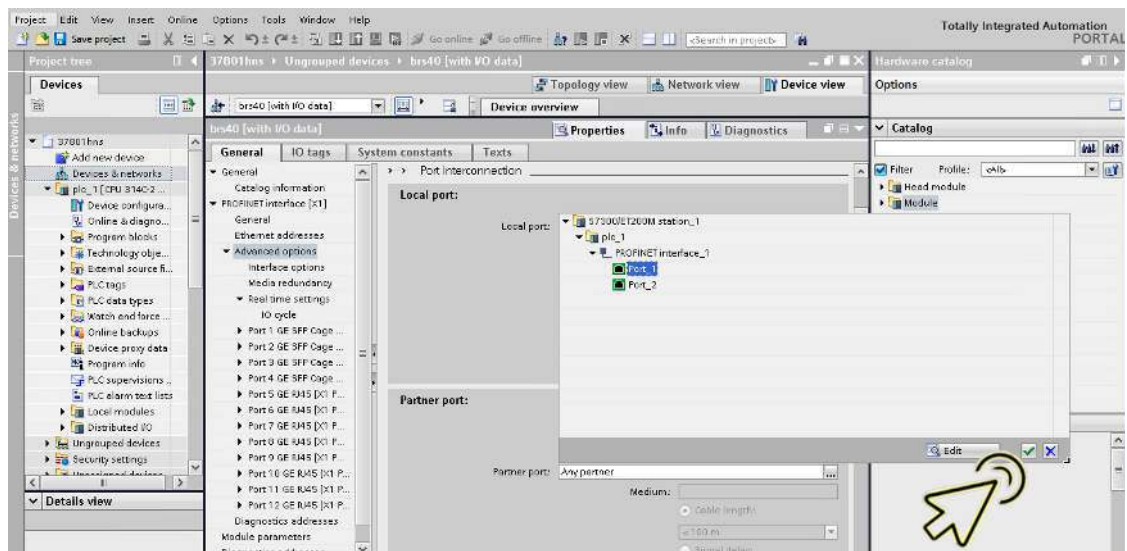 Project Edit View Insert Online Options Tools Window Help
Totally Integrated Automation
PORTAL
Save project
Go online
Go offline
<Search in project>
Project tree
37801hns
Ungrouped devices
brs40 [with I/O data]
Hardware catalog
Devices
Topology view
Network view
Device view
Options
brs40 [with I/O data]
Device overview
Devices & networks
37801hns
Add new device
Devices & networks
plc_1 [CPU 314C-2 ...
Device configura...
Online & diagno...
Program blocks
Technology obje...
External source fi...
PLC tags
PLC data types
Watch and force ...
Online backups
Device proxy data
Program info
PLC supervisions ..
PLC alarm text lists
Local modules
Distributed I/O
Ungrouped devices
Security settings
Details view
brs40 [with I/O data]
Properties
Info
Diagnostics
General
IO tags
System constants
Texts
General
Catalog information
PROFINET interface [X1]
General
Ethernet addresses
Advanced options
Interface options
Media redundancy
Real time settings
IO cycle
Port 1 GE SFP Cage ...
Port 2 GE SFP Cage ...
Port 3 GE SFP Cage ...
Port 4 GE SFP Cage ...
Port 5 GE RJ45 [X1 P...
Port 6 GE RJ45 [X1 P...
Port 7 GE RJ45 [X1 P...
Port 8 GE RJ45 [X1 P...
Port 9 GE RJ45 [X1 P...
Port 10 GE RJ45 [X1 P...
Port 11 GE RJ45 [X1 P...
Port 12 GE RJ45 [X1 P...
Diagnostics addresses
Module parameters
> > Port Interconnection
Local port:
Local port:
S7300/ET200M station_1
plc_1
PROFINET interface_1
Port_1
Port_2
Edit
Partner port:
Partner port:
Any partner
Medium:
Cable length:
Catalog
Filter
Profile:
<All>
Head module
Module